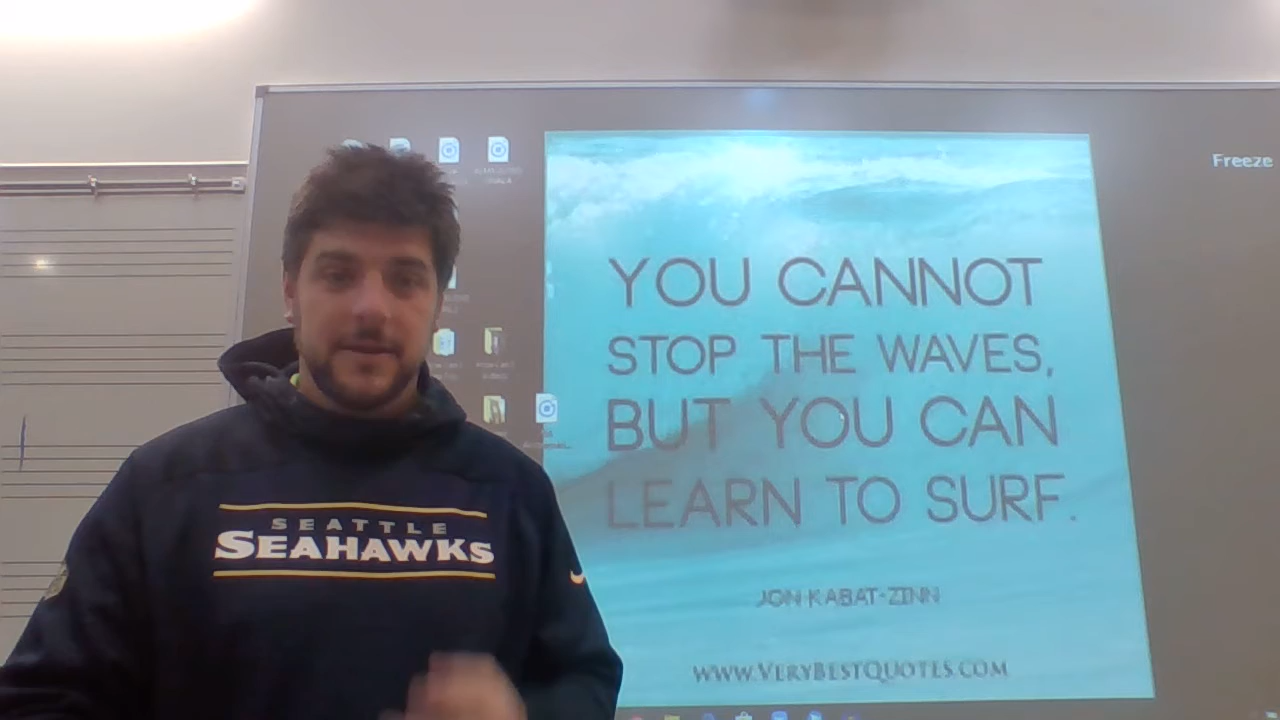 Freeze
YOU CANNOT
STOP THE WAVES,
BUT YOU CAN
LEARN TO SURF.
JON KABAT-ZINN
WWW.VERYBESTQUOTES.COM
SEATTLE
SEAHAWKS